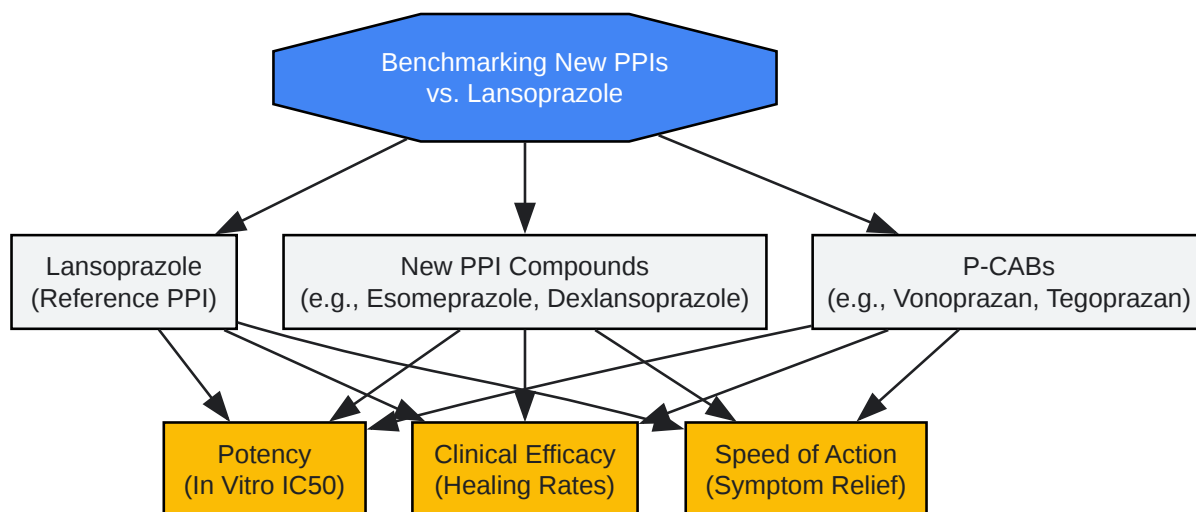 Benchmarking New PPIs
vs. Lansoprazole
Lansoprazole
(Reference PPI)
New PPI Compounds
(e.g., Esomeprazole, Dexlansoprazole)
P-CABs
(e.g., Vonoprazan, Tegoprazan)
Potency
(In Vitro IC50)
Clinical Efficacy
(Healing Rates)
Speed of Action
(Symptom Relief)